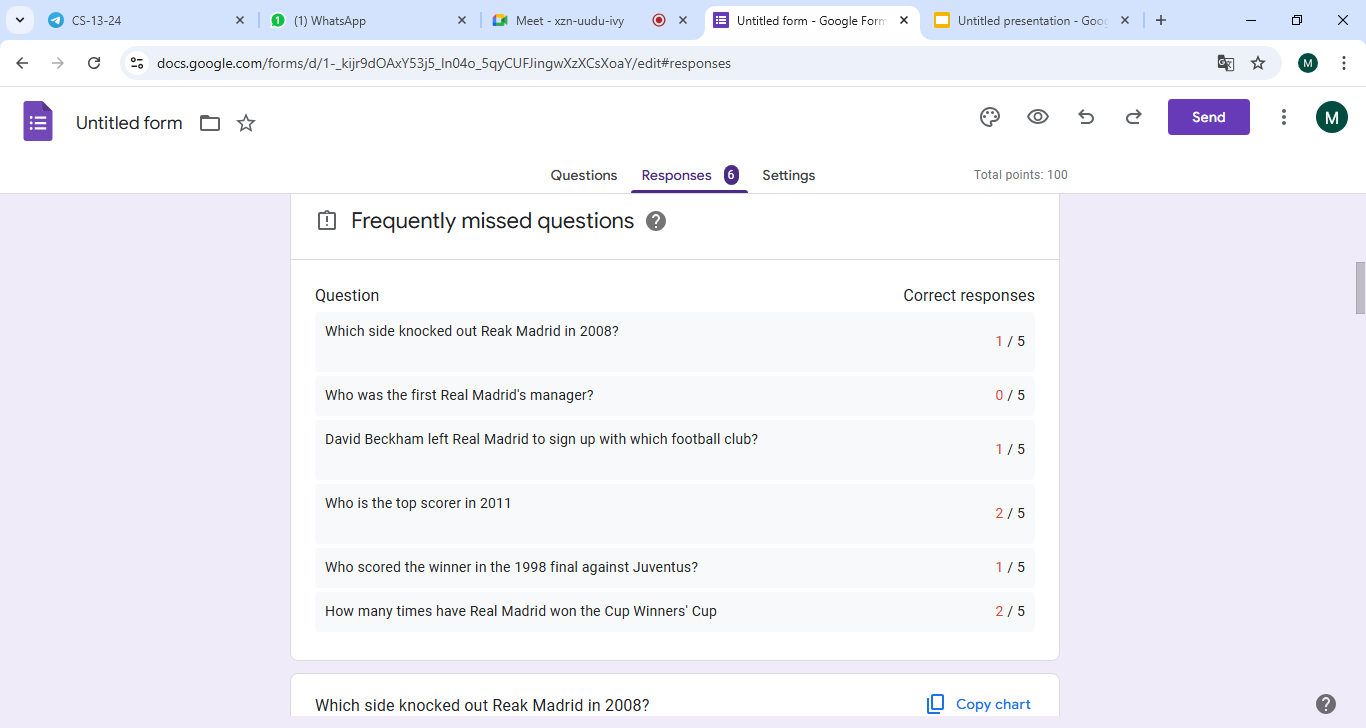 CS-13-24
(1) WhatsApp
Meet - xzn-uudu-ivy
Untitled form - Google Form
Untitled presentation - Goog
docs.google.com/forms/d/1-_kijr9dOAxY53j5_In04o_5qyCUFJingwXzXCsXoaY/edit#responses
M
Untitled form
Send
M
Questions
Responses 6
Settings
Total points: 100
Frequently missed questions
Question
Correct responses
Which side knocked out Reak Madrid in 2008?
1 / 5
Who was the first Real Madrid's manager?
0 / 5
David Beckham left Real Madrid to sign up with which football club?
1 / 5
Who is the top scorer in 2011
2 / 5
Who scored the winner in the 1998 final against Juventus?
1 / 5
How many times have Real Madrid won the Cup Winners' Cup
2 / 5
Which side knocked out Reak Madrid in 2008?
Copy chart